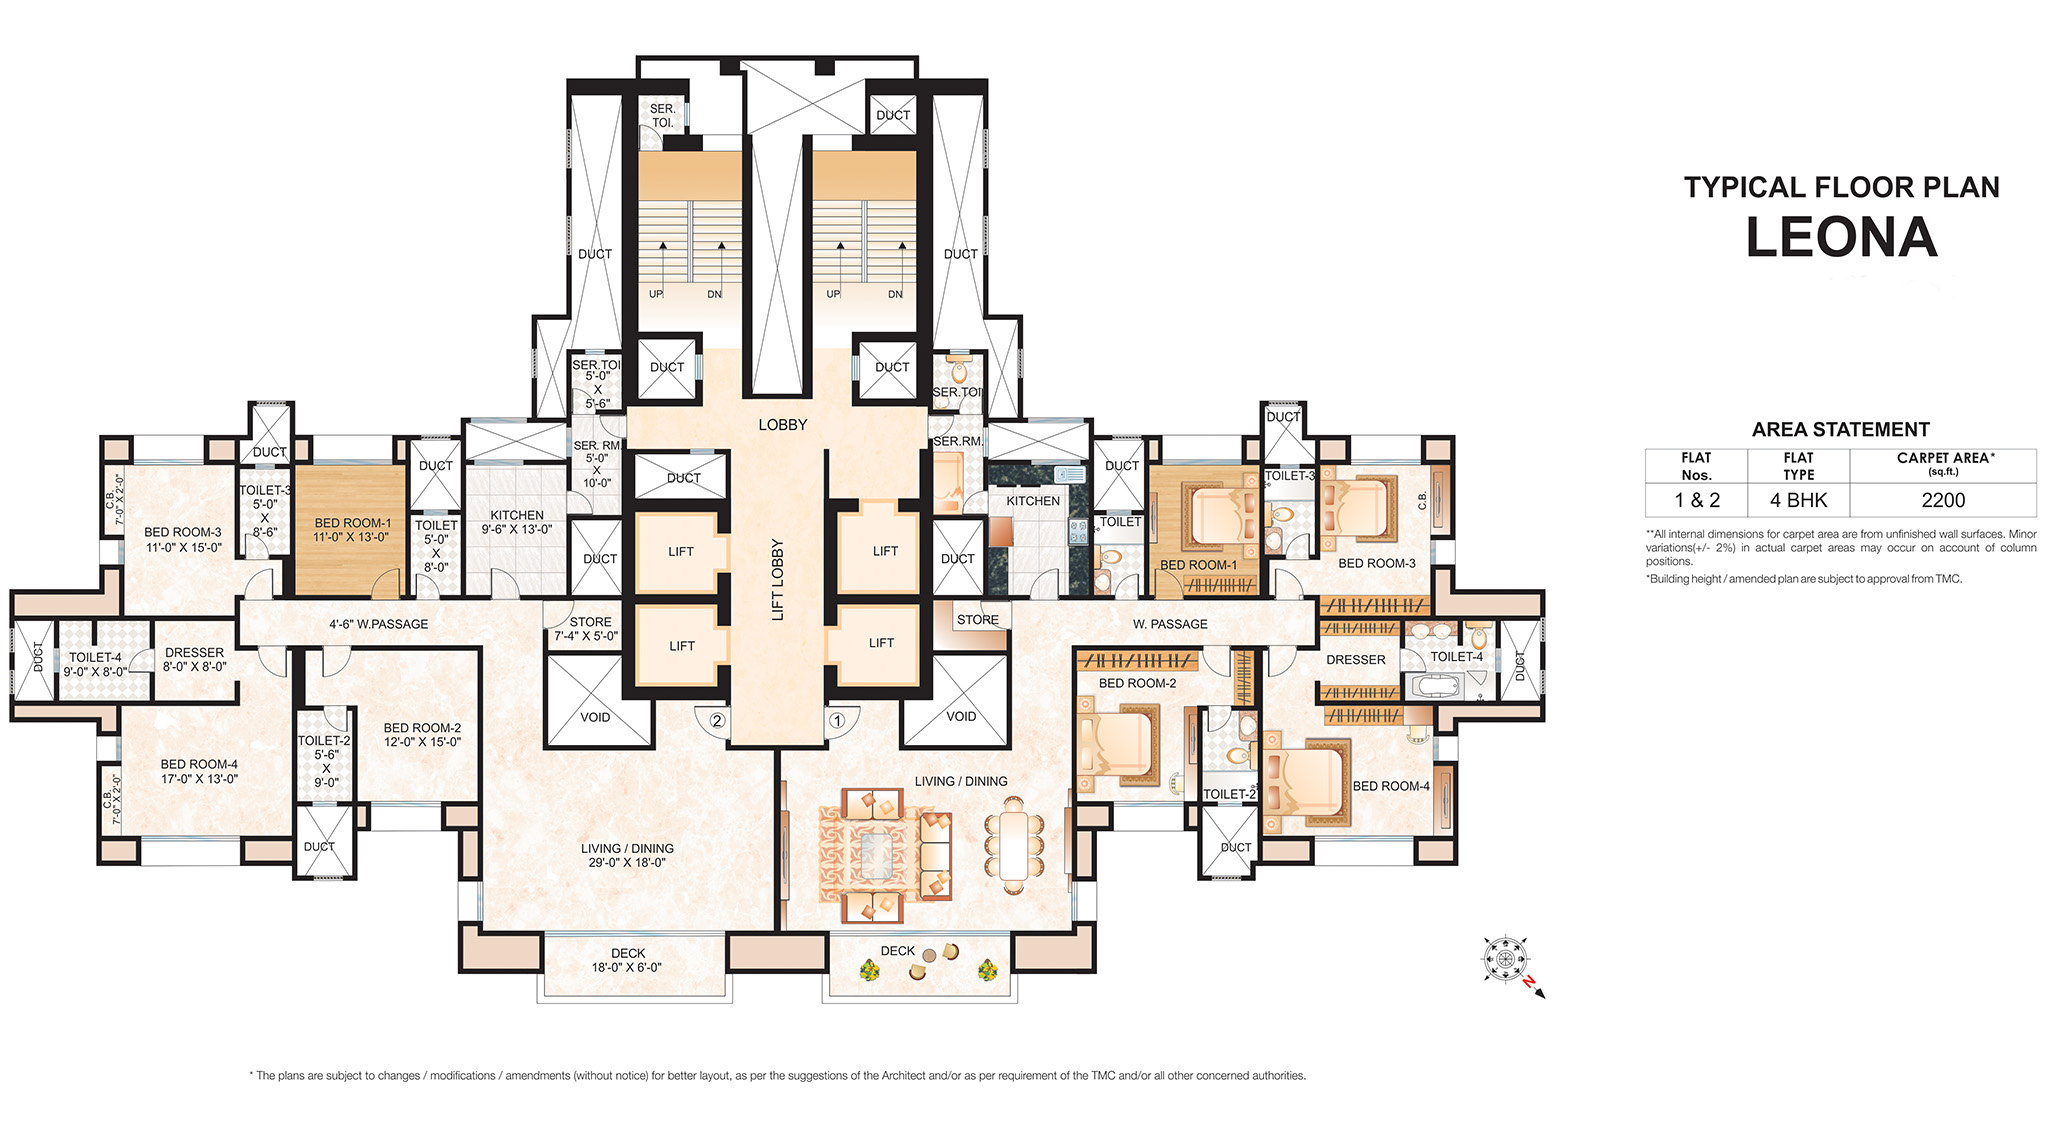 TYPICAL FLOOR PLAN
LEONA
AREA STATEMENT
FLAT Nos.
FLAT TYPE
CARPET AREA*
(sq.ft.)
1 & 2
4 BHK
2200
**All internal dimensions for carpet area are from unfinished wall surfaces. Minor
variations(+/- 2%) in actual carpet areas may occur on account of column
positions.
*Building height / amended plan are subject to approval from TMC.
SER.
TOI.
DUCT
DUCT
DUCT
UP
DN
UP
DN
DUCT
DUCT
SER.TOI
5'-0"
X
5'-6"
SER.TOI
LOBBY
DUCT
DUCT
DUCT
SER. RM.
5'-0"
X
10'-0"
SER.RM.
DUCT
DUCT
DUCT
C.B.
7'-0" X 2'-0"
BED ROOM-3
11'-0" X 15'-0"
TOILET-3
5'-0"
X
8'-6"
BED ROOM-1
11'-0" X 13'-0"
TOILET
5'-0"
X
8'-0"
KITCHEN
9'-6" X 13'-0"
DUCT
LIFT
LIFT LOBBY
LIFT
DUCT
KITCHEN
TOILET
BED ROOM-1
TOILET-3
BED ROOM-3
C.B.
DUCT
TOILET-4
9'-0" X 8'-0"
DRESSER
8'-0" X 8'-0"
4'-6" W.PASSAGE
STORE
7'-4" X 5'-0"
LIFT
LIFT
STORE
W. PASSAGE
DRESSER
TOILET-4
DUCT
BED ROOM-2
12'-0" X 15'-0"
VOID
2
1
VOID
BED ROOM-2
TOILET-2
5'-6"
X
9'-0"
BED ROOM-4
17'-0" X 13'-0"
C.B.
7'-0" X 2'-0"
DUCT
LIVING / DINING
29'-0" X 18'-0"
LIVING / DINING
TOILET-2
BED ROOM-4
DUCT
DECK
18'-0" X 6'-0"
DECK
N
* The plans are subject to changes / modifications / amendments (without notice) for better layout, as per the suggestions of the Architect and/or as per requirement of the TMC and/or all other concerned authorities.